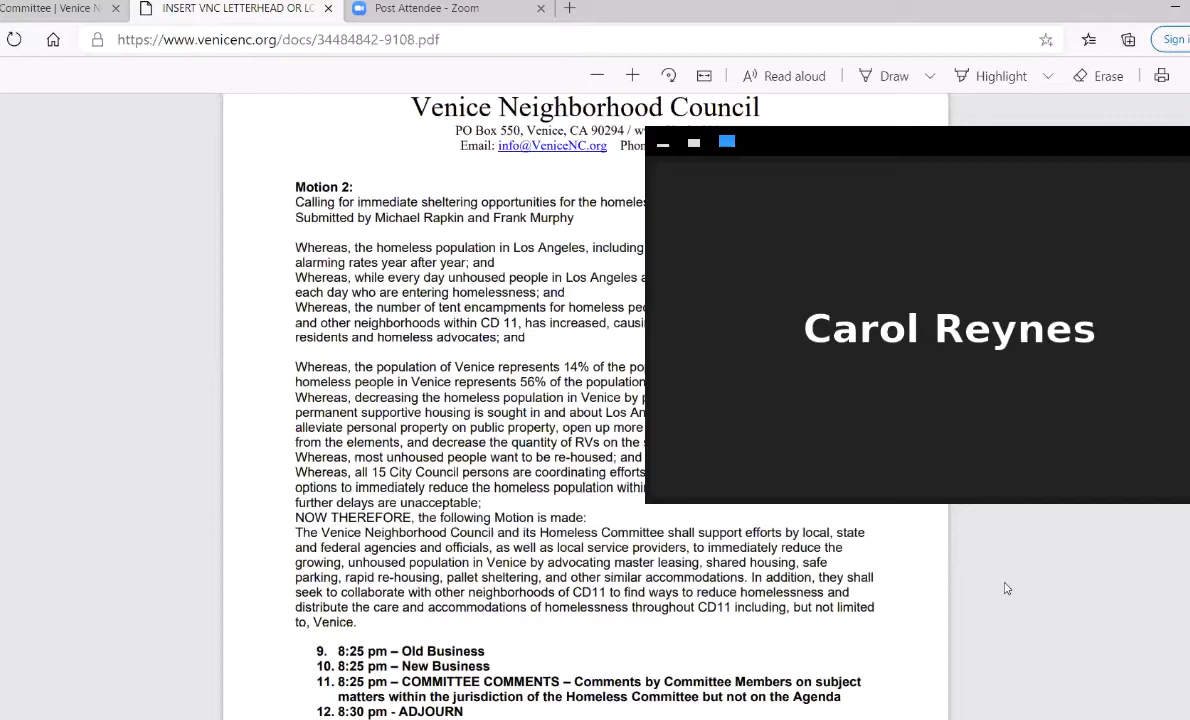 Committee | Venice N
INSERT VNC LETTERHEAD OR LO
Post Attendee - Zoom
https://www.venicenc.org/docs/34484842-9108.pdf
Sign i
Read aloud
Draw
Highlight
Erase
Venice Neighborhood Council
PO Box 550, Venice, CA 90294 / w
Email: info@VeniceNC.org Phon
Motion 2:
Calling for immediate sheltering opportunities for the homeles
Submitted by Michael Rapkin and Frank Murphy
Whereas, the homeless population in Los Angeles, including
alarming rates year after year; and
Whereas, while every day unhoused people in Los Angeles a
each day who are entering homelessness; and
Whereas, the number of tent encampments for homeless peo
and other neighborhoods within CD 11, has increased, causi
residents and homeless advocates; and
Whereas, the population of Venice represents 14% of the po
homeless people in Venice represents 56% of the population
Whereas, decreasing the homeless population in Venice by p
permanent supportive housing is sought in and about Los An
alleviate personal property on public property, open up more
from the elements, and decrease the quantity of RVs on the s
Whereas, most unhoused people want to be re-housed; and
Whereas, all 15 City Council persons are coordinating efforts
options to immediately reduce the homeless population within
further delays are unacceptable;
NOW THEREFORE, the following Motion is made:
The Venice Neighborhood Council and its Homeless Committee shall support efforts by local, state
and federal agencies and officials, as well as local service providers, to immediately reduce the
growing, unhoused population in Venice by advocating master leasing, shared housing, safe
parking, rapid re-housing, pallet sheltering, and other similar accommodations. In addition, they shall
seek to collaborate with other neighborhoods of CD11 to find ways to reduce homelessness and
distribute the care and accommodations of homelessness throughout CD11 including, but not limited
to, Venice.
9. 8:25 pm – Old Business
10. 8:25 pm – New Business
11. 8:25 pm – COMMITTEE COMMENTS – Comments by Committee Members on subject
matters within the jurisdiction of the Homeless Committee but not on the Agenda
12. 8:30 pm - ADJOURN
Carol Reynes